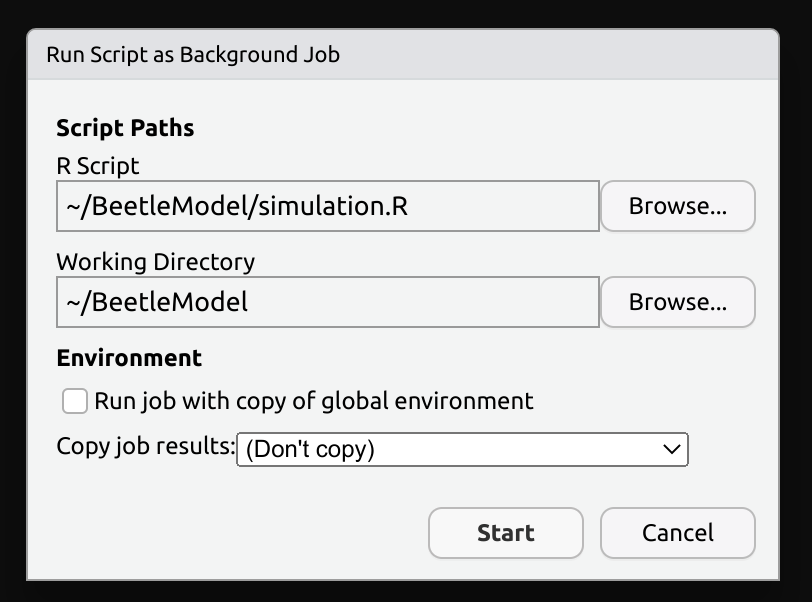 Run Script as Background Job
Script Paths
R Script
~/BeetleModel/simulation.R
Browse...
Working Directory
~/BeetleModel
Browse...
Environment
Run job with copy of global environment
Copy job results:
(Don't copy)
Start
Cancel